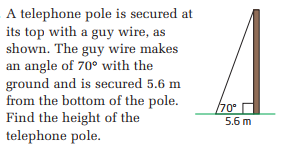 A telephone pole is secured at
its top with a guy wire, as
shown. The guy wire makes
an angle of 70° with the
ground and is secured 5.6 m
from the bottom of the pole.
Find the height of the
telephone pole.
70°
5.6 m